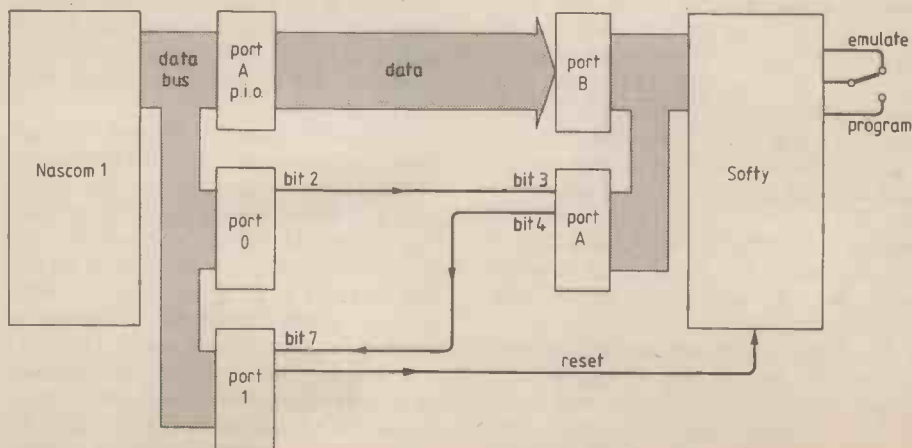 Nascom 1
data
bus
port
A
p.i.o.
data
port
B
Softy
emulate
program
port
0
bit 2
bit 3
bit 4
port
A
port
1
bit 7
reset